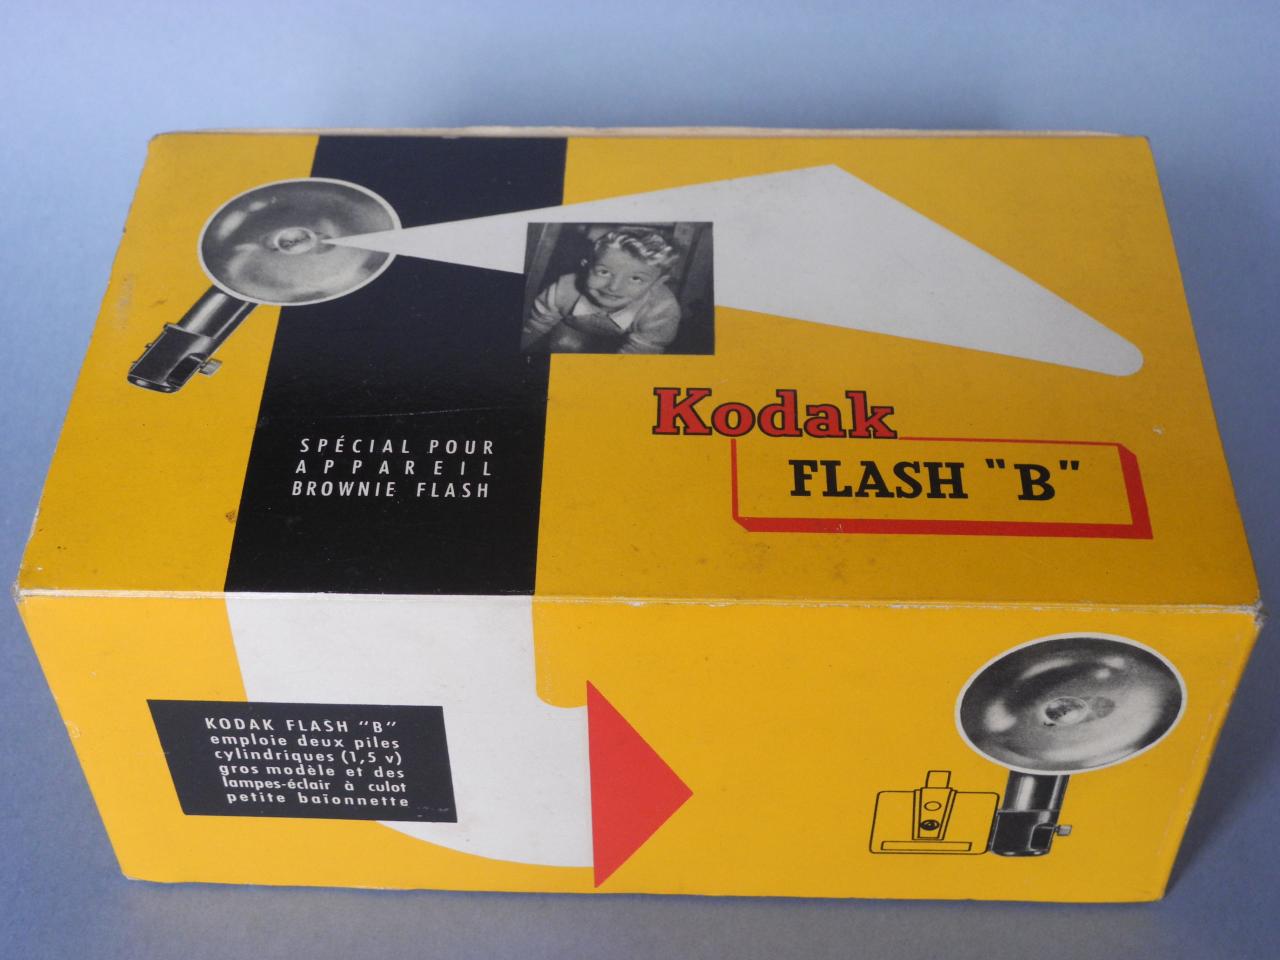 SPÉCIAL POUR
APPAREIL
BROWNIE FLASH
Kodak
FLASH "B"
KODAK FLASH "B"
emploie deux piles
cylindriques (1,5 v)
gros modèle et des
lampes-éclair à culot
petite baïonnette